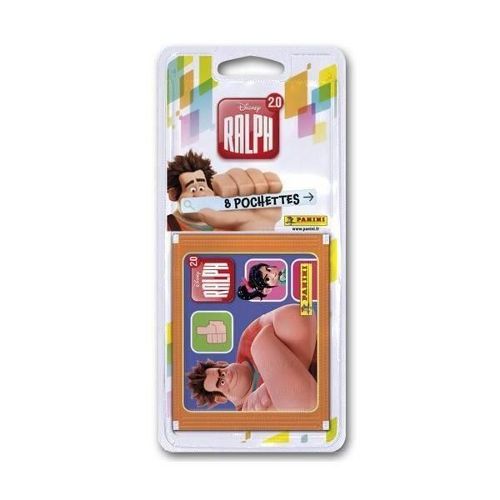 Disney
RALPH
2.0
8 POCHETTES
PANINI
www.panini.fr
Disney
RALPH
2.0
PANINI